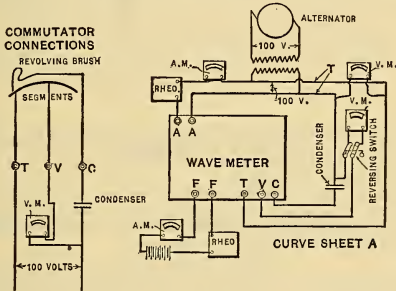 COMMUTATOR
CONNECTIONS
REVOLVING BRUSH
SEGMENTS
T V C
V. M.
CONDENSER
100 VOLTS
ALTERNATOR
100 V.
A.M.
T
V. M.
RHEO.
100 V.
V. M.
A A
WAVE METER
CONDENSER
REVERSING SWITCH
F F T V C
A.M.
RHEO
CURVE SHEET A